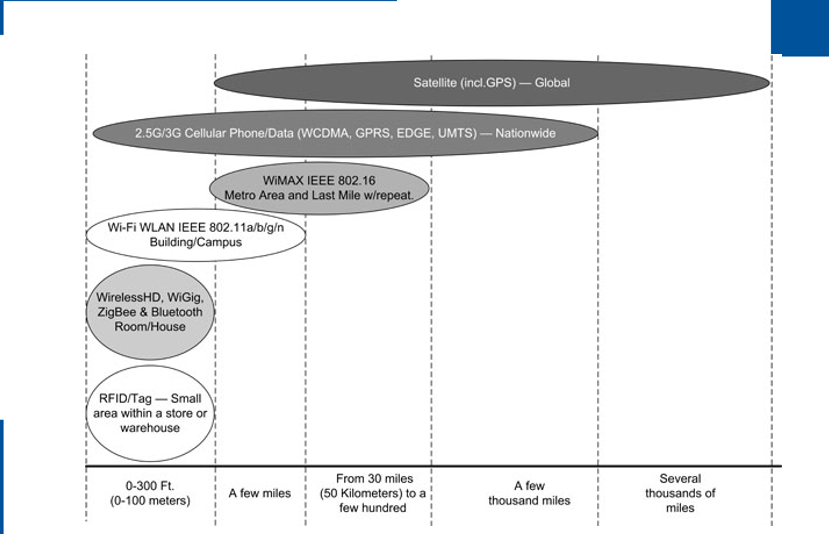 Satellite (incl.GPS) — Global
2.5G/3G Cellular Phone/Data (WCDMA, GPRS, EDGE, UMTS) — Nationwide
WiMAX IEEE 802.16
Metro Area and Last Mile w/repeat.
Wi-Fi WLAN IEEE 802.11a/b/g/n
Building/Campus
WirelessHD, WiGig,
ZigBee & Bluetooth
Room/House
RFID/Tag — Small
area within a store or
warehouse
0-300 Ft.
(0-100 meters)
A few miles
From 30 miles
(50 Kilometers) to a
few hundred
A few
thousand miles
Several
thousands of
miles